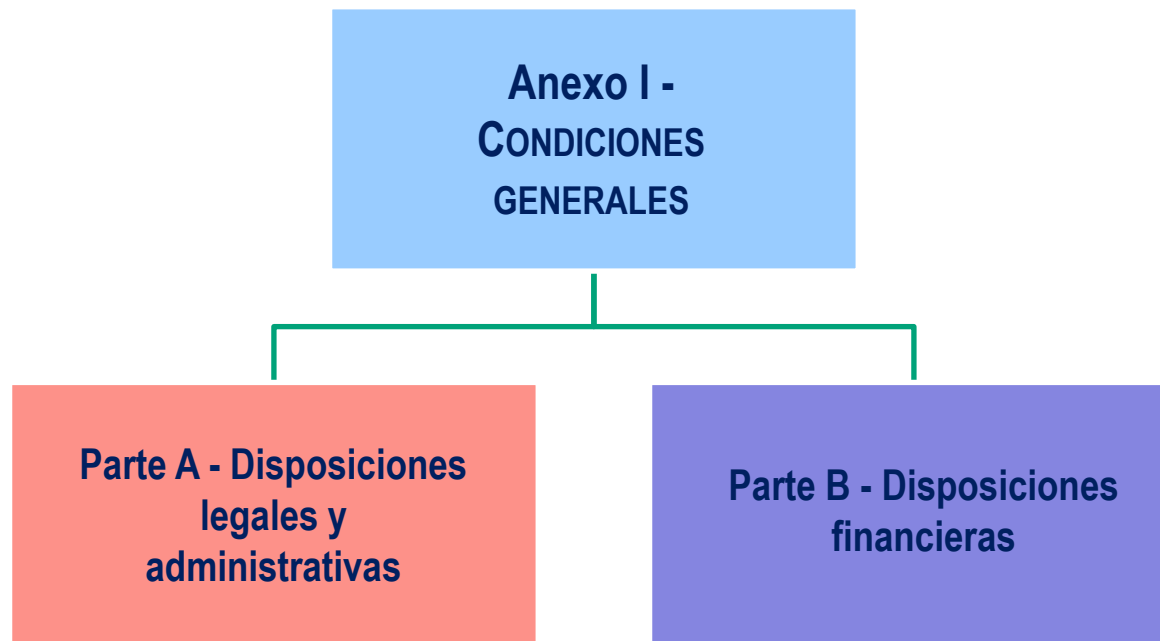 Anexo I -
CONDICIONES
GENERALES
Parte A - Disposiciones
legales y
administrativas
Parte B - Disposiciones
financieras